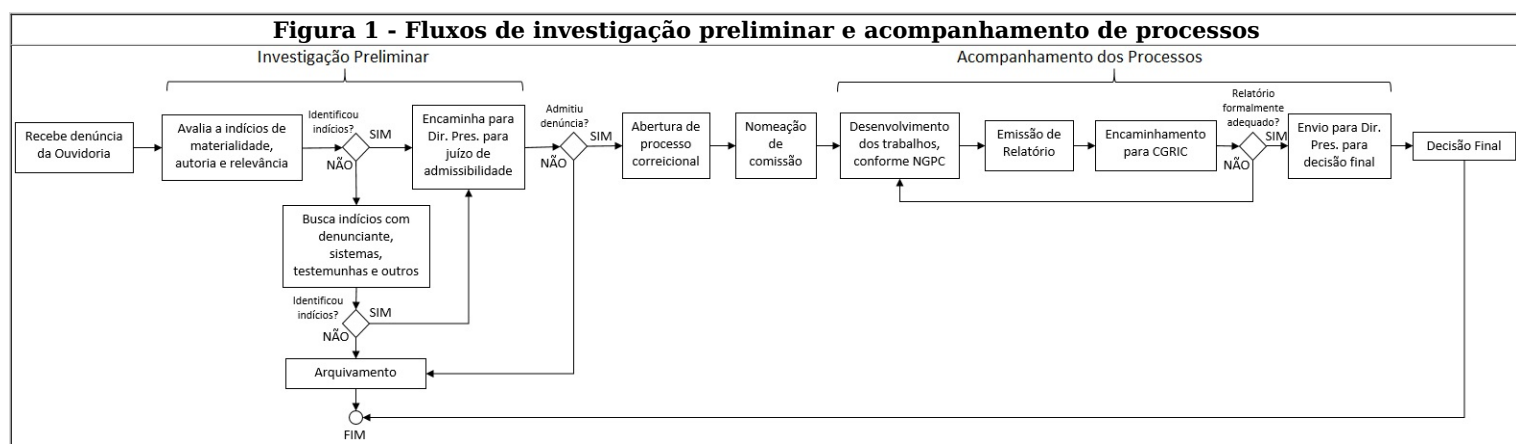 Figura 1 - Fluxos de investigação preliminar e acompanhamento de processos
Investigação Preliminar
Acompanhamento dos Processos
Recebe denúncia
da Ouvidoria
Avalia a indícios de
materialidade,
autoria e relevância
Identificou
indícios?
SIM
NÃO
Encaminha para
Dir. Pres. para
juízo de
admissibilidade
Admitiu
denúncia?
SIM
NÃO
Abertura de
processo
correicional
Nomeação
de
comissão
Desenvolvimento
dos trabalhos,
conforme NGPC
Emissão de
Relatório
Encaminhamento
para CGRIC
Relatório
formalmente
adequado?
SIM
NÃO
Envio para Dir.
Pres. para
decisão final
Decisão Final
Busca indícios com
denunciante,
sistemas,
testemunhas e outros
Identificou
indícios?
SIM
NÃO
Arquivamento
FIM